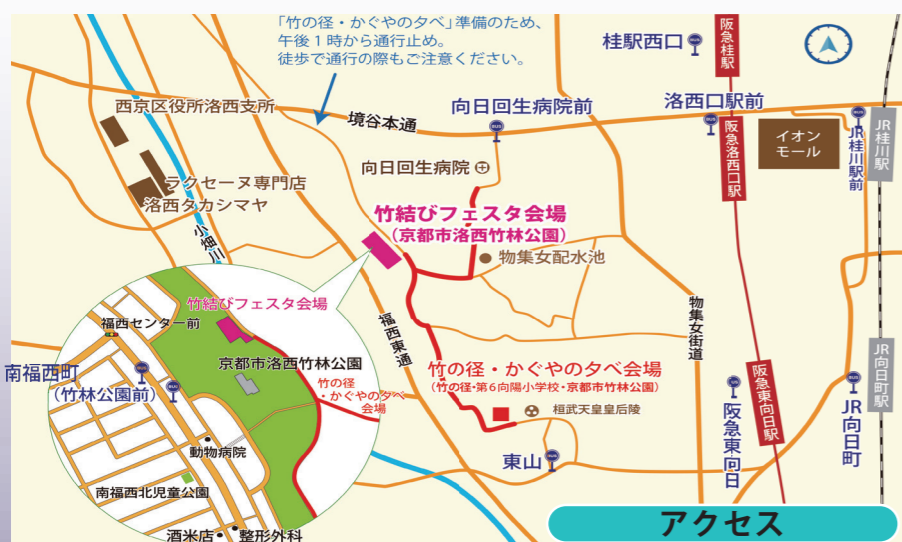 「竹の径・かぐやの夕べ」準備のため、
午後1時から通行止め。
徒歩で通行の際もご注意ください。
桂駅西口
BUS
阪急桂駅
西京区役所洛西支所
境谷本通
向日回生病院前
BUS
洛西口駅前
BUS
阪急洛西口駅
イオン
モール
BUS
JR桂川駅前
JR桂川駅
向日回生病院
ラクセーヌ専門店
洛西タカシマヤ
小畑川
竹結びフェスタ会場
(京都市洛西竹林公園)
物集女配水池
福西東通
物集女街道
竹結びフェスタ会場
福西センター前
京都市洛西竹林公園
南福西町
(竹林公園前)
BUS
BUS
竹の径
・かぐやの夕べ
会場
動物病院
南福西北児童公園
酒米店
整形外科
竹の径・かぐやの夕べ会場
(竹の径・第6向陽小学校・京都市竹林公園)
桓武天皇皇后陵
東山
BUS
阪急東向日駅
US
阪急東向日
JR向日町駅
BUS
JR向日町
アクセス